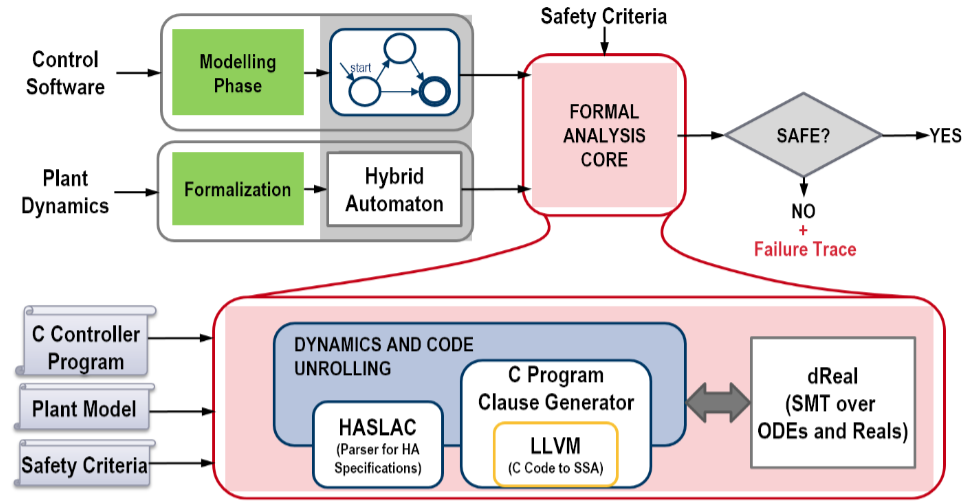 Safety Criteria
Control
Software
Modelling
Phase
start
FORMAL
ANALYSIS
CORE
SAFE?
YES
Plant
Dynamics
Formalization
Hybrid
Automaton
NO
+
Failure Trace
C Controller
Program
Plant Model
Safety Criteria
DYNAMICS AND CODE
UNROLLING
HASLAC
(Parser for HA
Specifications)
C Program
Clause Generator
LLVM
(C Code to SSA)
dReal
(SMT over
ODEs and Reals)